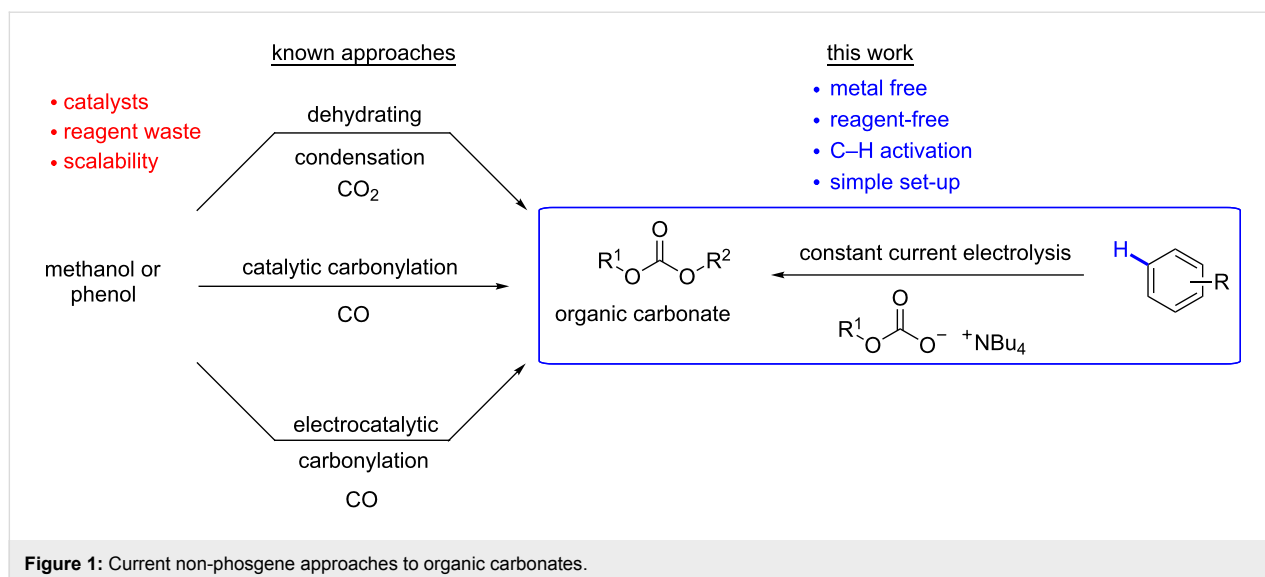 known approaches
this work
• catalysts
• reagent waste
• scalability
• metal free
• reagent-free
• C–H activation
• simple set-up
dehydrating
condensation
CO2
methanol or
phenol
catalytic carbonylation
CO
electrocatalytic
carbonylation
CO
O
R1 O O R2
organic carbonate
constant current electrolysis
O
R1 O O− +NBu4
H
R
Figure 1: Current non-phosgene approaches to organic carbonates.